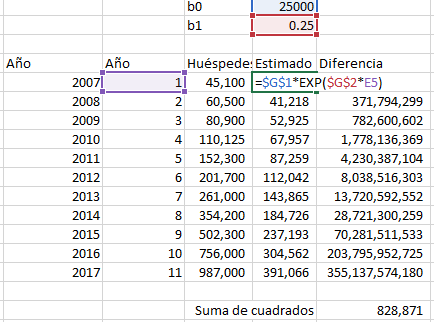 b0 25000
b1 0.25
Año Año Huéspedes Estimado Diferencia
2007 1 45,100 =$G$1*EXP($G$2*E5)
2008 2 60,500 41,218 371,794,299
2009 3 80,900 52,925 782,600,602
2010 4 110,125 67,957 1,778,136,369
2011 5 152,300 87,259 4,230,387,104
2012 6 201,700 112,042 8,038,516,303
2013 7 261,000 143,865 13,720,592,552
2014 8 354,200 184,726 28,721,300,259
2015 9 502,300 237,193 70,281,511,533
2016 10 756,000 304,562 203,795,952,725
2017 11 987,000 391,066 355,137,574,180
Suma de cuadrados 828,871